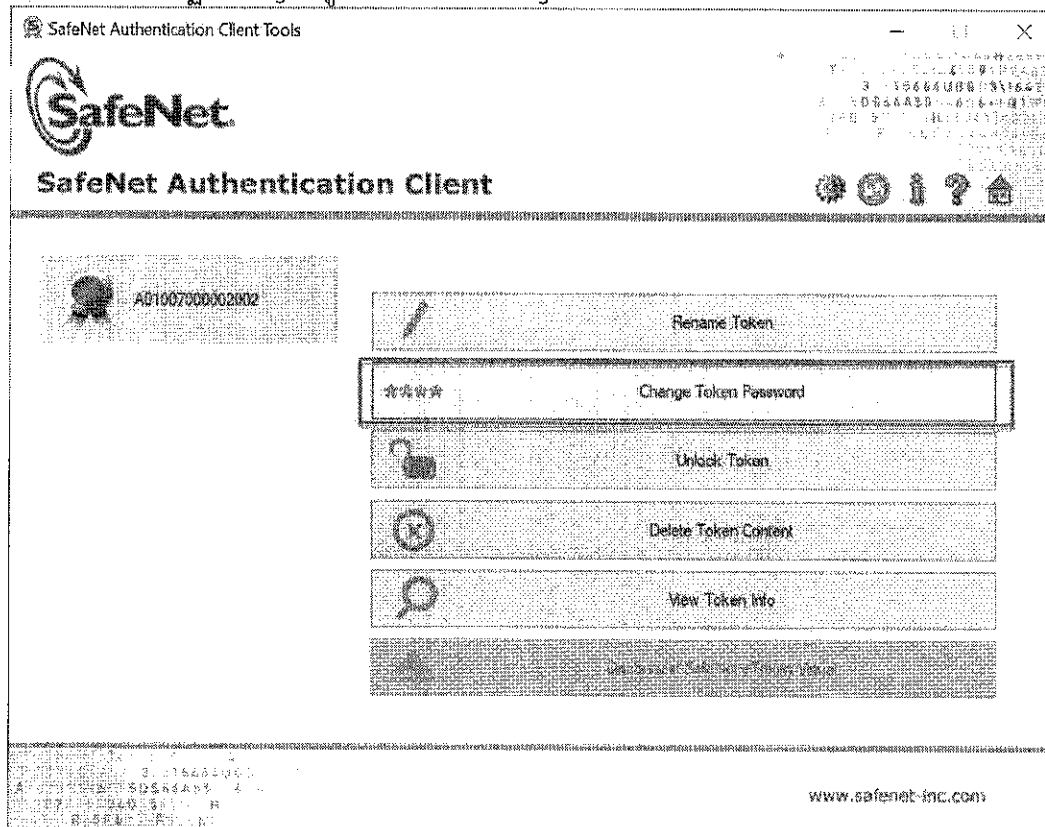 SafeNet Authentication Client Tools
SafeNet.
SafeNet Authentication Client
A01007000002002
Rename Token
Change Token Password
Unlock Token
Delete Token Content
View Token Info
www.safenet-inc.com